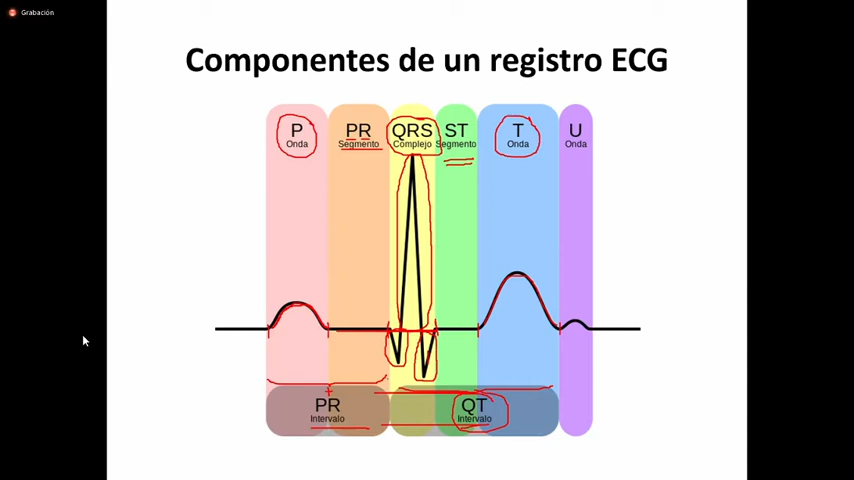 Grabación
Componentes de un registro ECG
P PR QRS ST T U
Onda Segmento Complejo Segmento Onda Onda
PR QT
Intervalo Intervalo